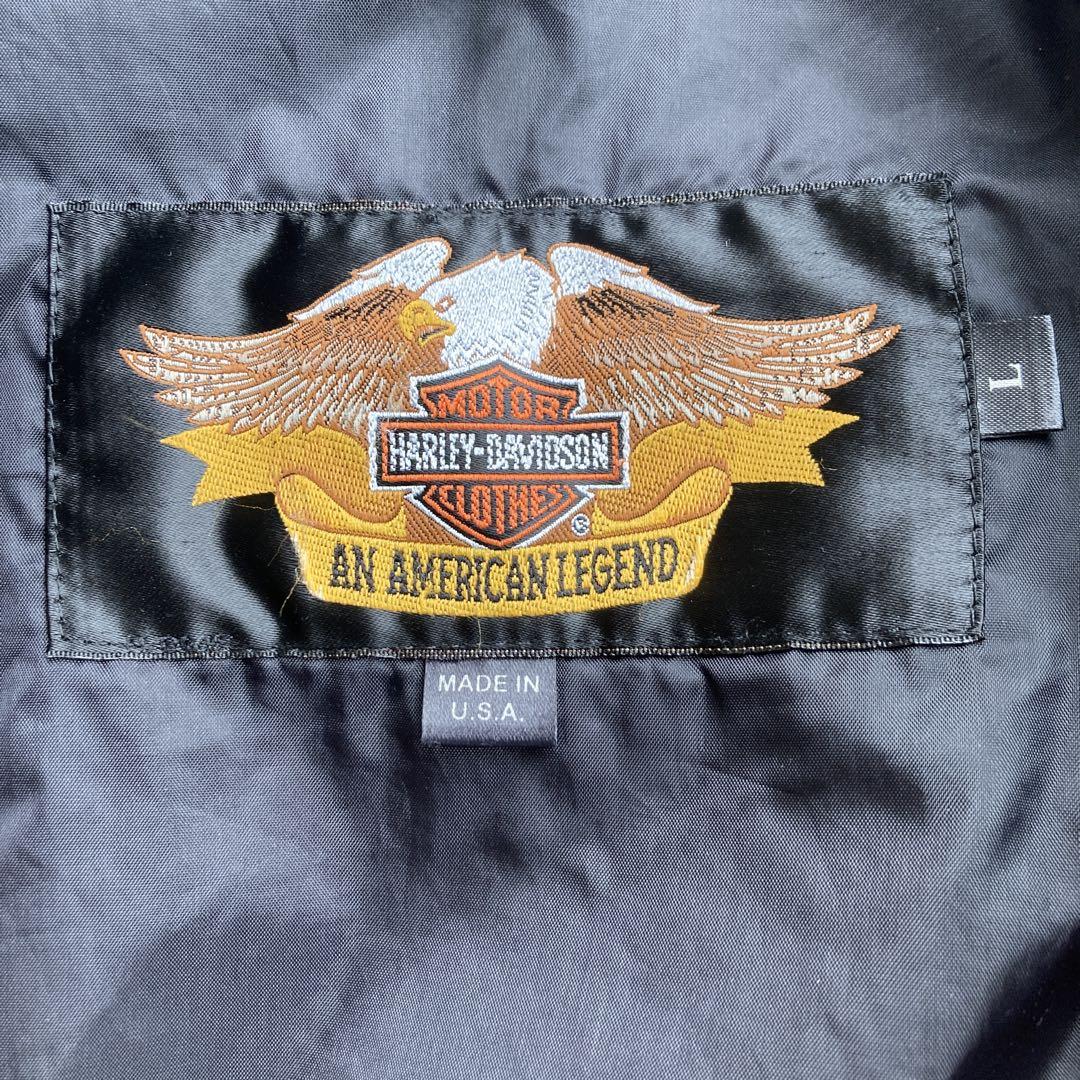 MOTOR
HARLEY-DAVIDSON
CLOTHES
®
AN AMERICAN LEGEND
L
MADE IN
U.S.A.